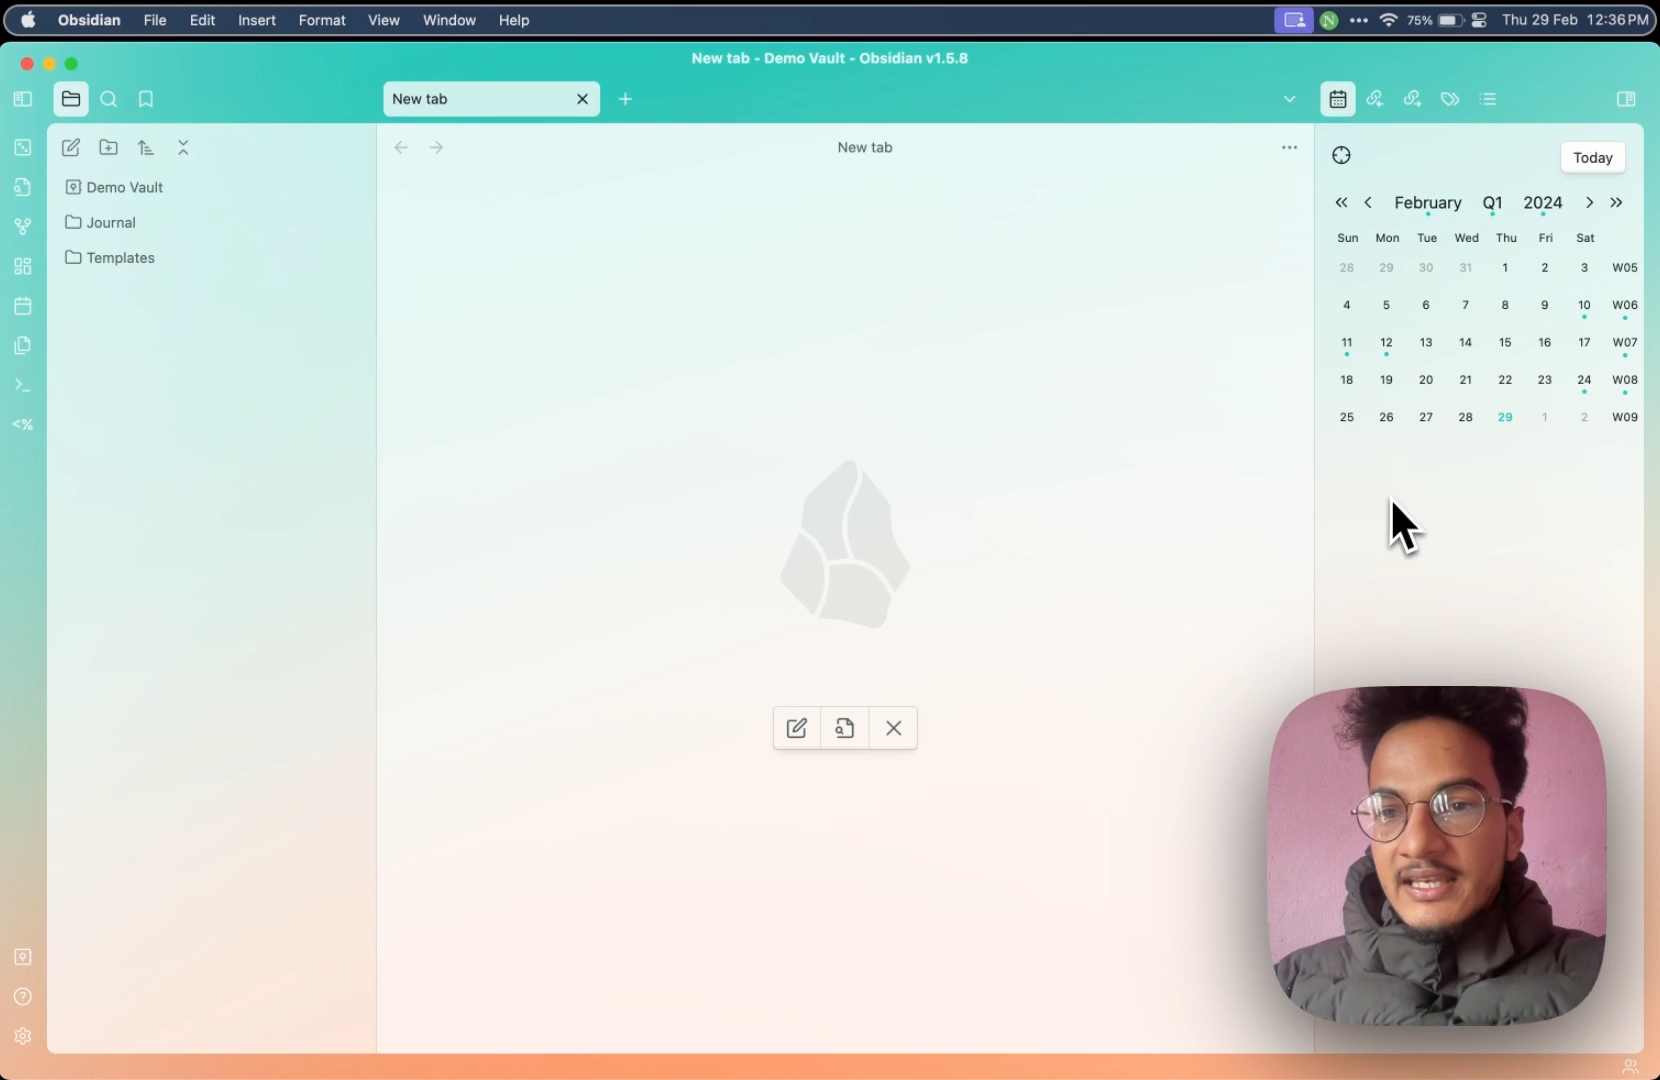 Obsidian File Edit Insert Format View Window Help N 75% Thu 29 Feb 12:36 PM
New tab - Demo Vault - Obsidian v1.5.8
New tab
New tab
Demo Vault
Journal
Templates
<%
Today
February Q1 2024
Sun Mon Tue Wed Thu Fri Sat
28 29 30 31 1 2 3 W05
4 5 6 7 8 9 10 W06
11 12 13 14 15 16 17 W07
18 19 20 21 22 23 24 W08
25 26 27 28 29 1 2 W09